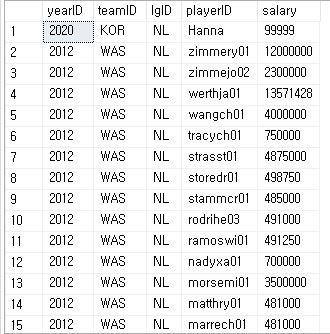 yearID teamID lgID playerID salary
1 2020 KOR NL Hanna 99999
2 2012 WAS NL zimmery01 12000000
3 2012 WAS NL zimmejo02 2300000
4 2012 WAS NL werthja01 13571428
5 2012 WAS NL wangch01 4000000
6 2012 WAS NL tracych01 750000
7 2012 WAS NL strasst01 4875000
8 2012 WAS NL storedr01 498750
9 2012 WAS NL stammcr01 485000
10 2012 WAS NL rodrihe03 491000
11 2012 WAS NL ramoswi01 491250
12 2012 WAS NL nadyxa01 700000
13 2012 WAS NL morsemi01 3500000
14 2012 WAS NL matthry01 481000
15 2012 WAS NL marrech01 481000